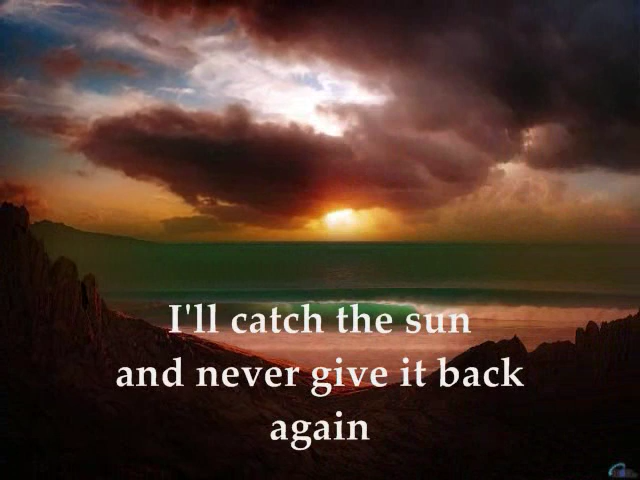 I'll catch the sun
and never give it back
again